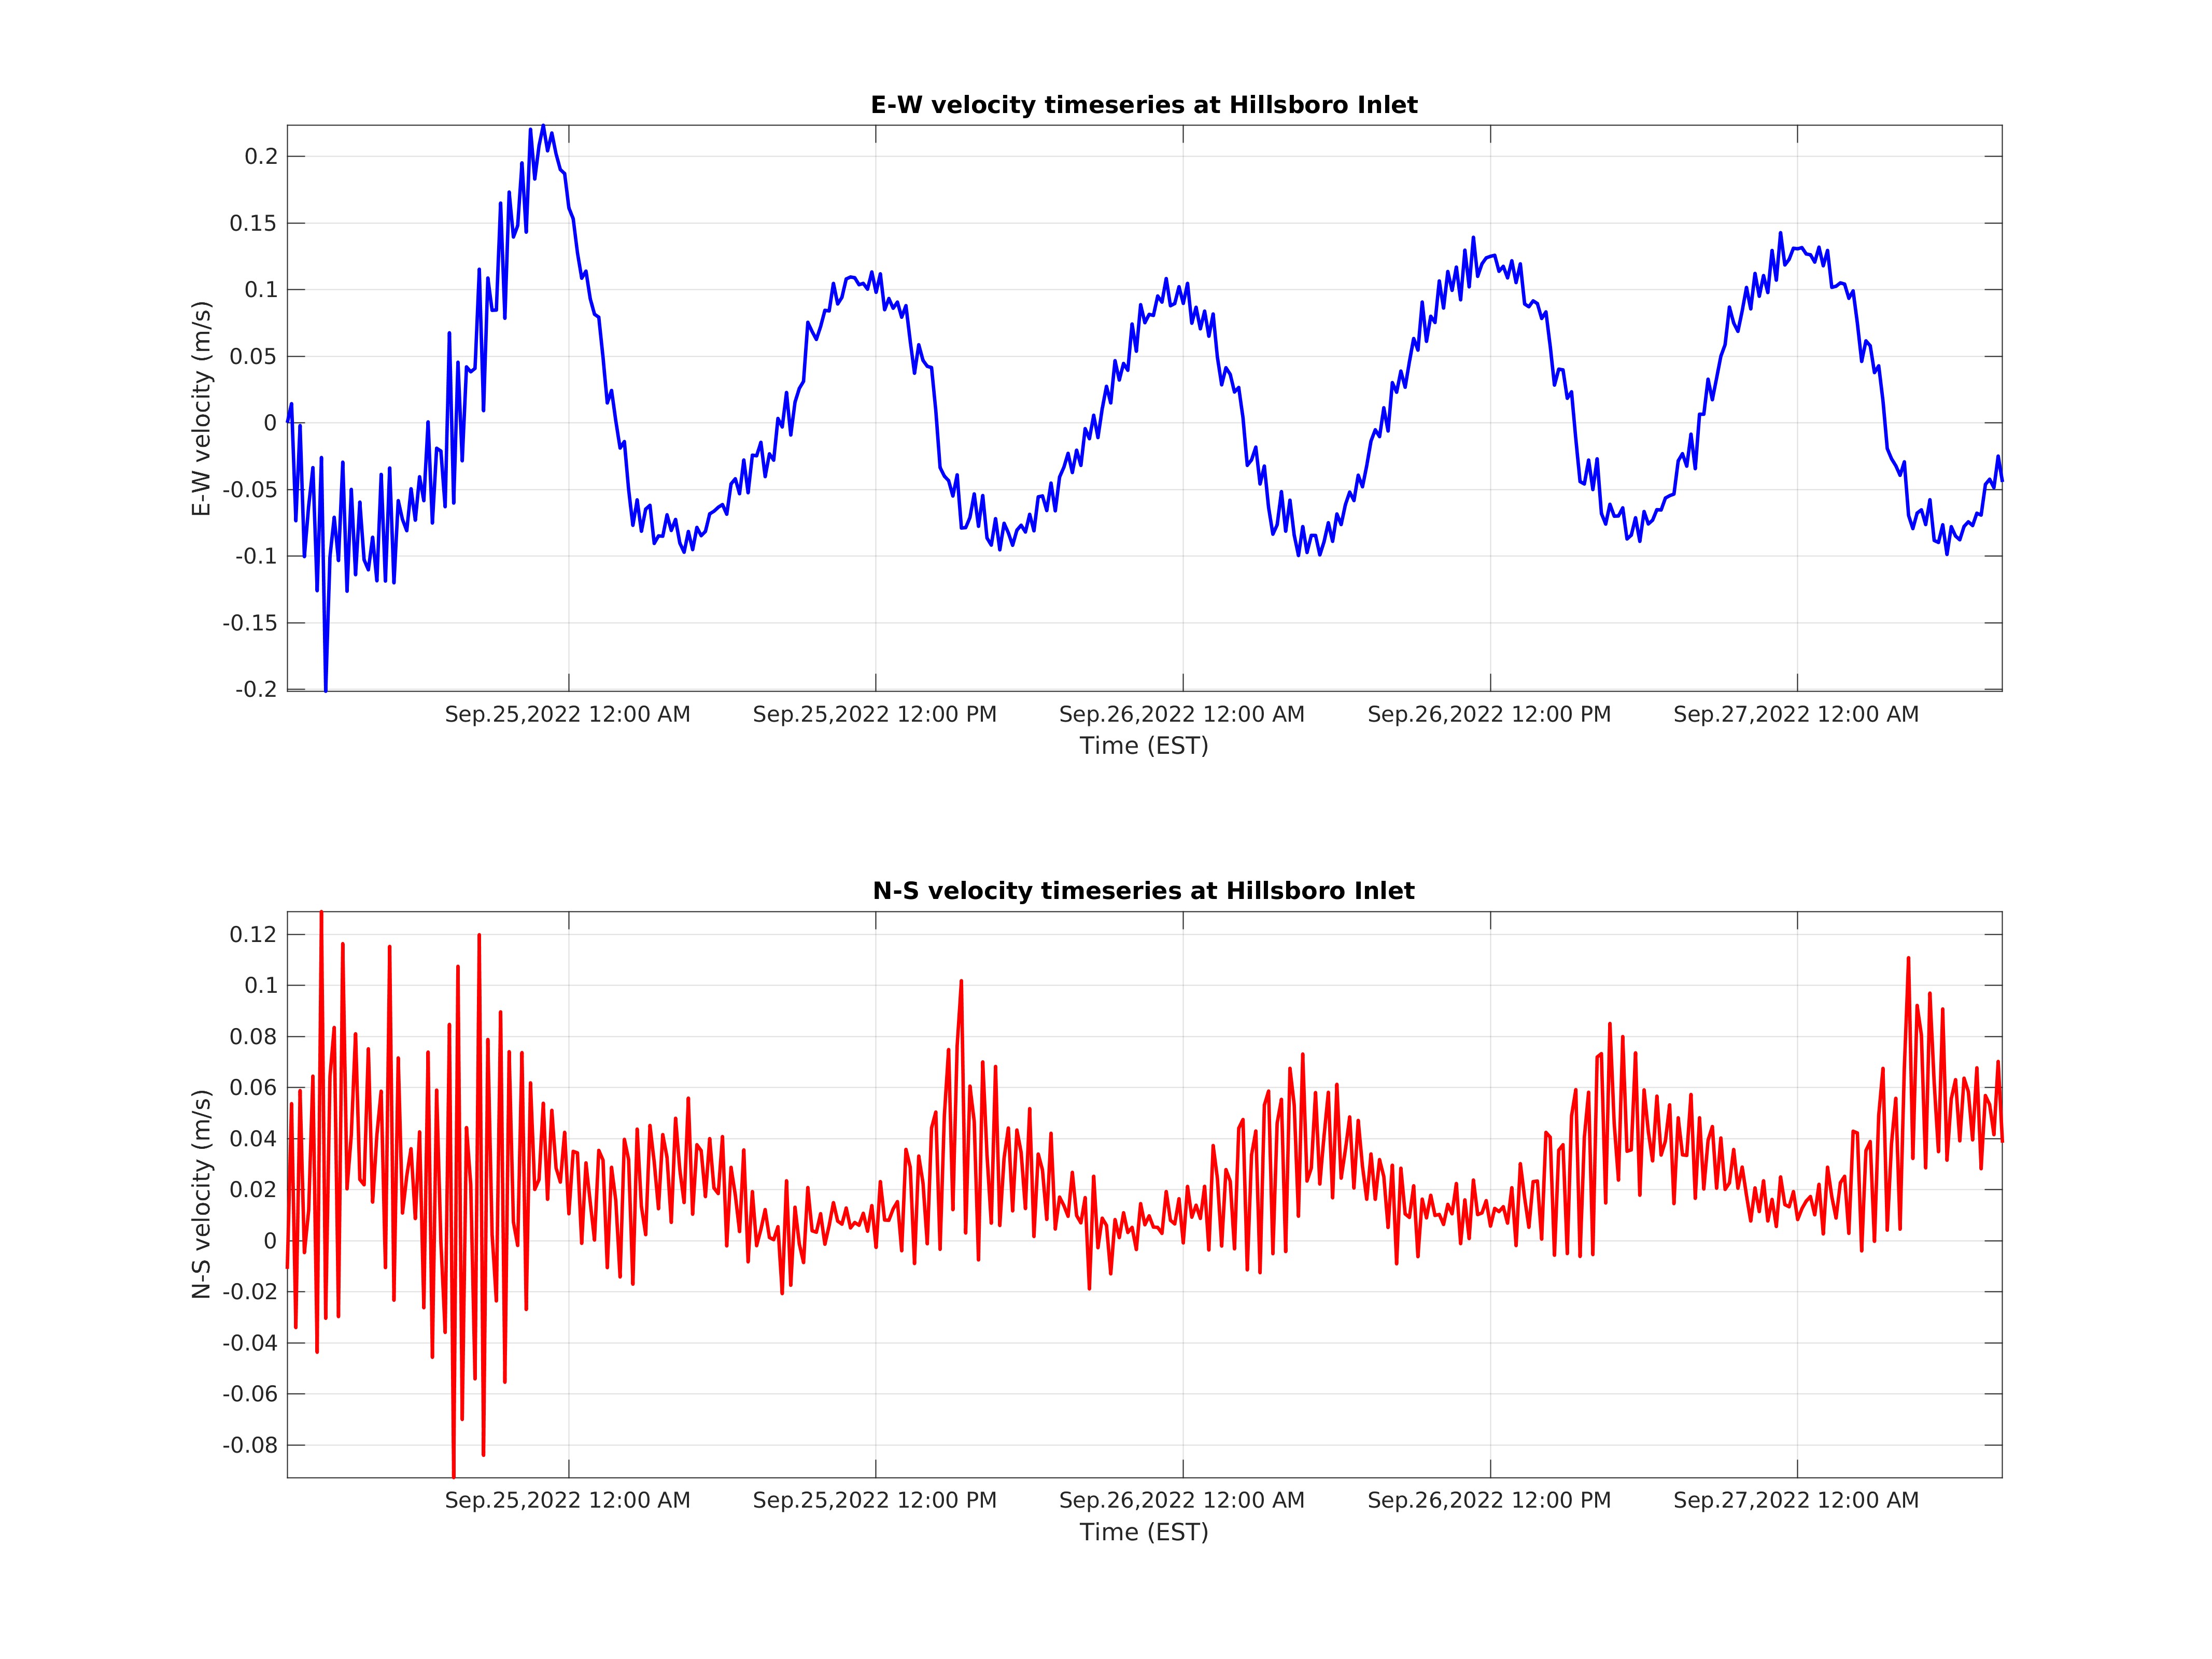 E-W velocity timeseries at Hillsboro Inlet
E-W velocity (m/s)
0.2
0.15
0.1
0.05
0
-0.05
-0.1
-0.15
-0.2
Sep.25,2022 12:00 AM
Sep.25,2022 12:00 PM
Sep.26,2022 12:00 AM
Sep.26,2022 12:00 PM
Sep.27,2022 12:00 AM
Time (EST)
N-S velocity timeseries at Hillsboro Inlet
N-S velocity (m/s)
0.12
0.1
0.08
0.06
0.04
0.02
0
-0.02
-0.04
-0.06
-0.08
Sep.25,2022 12:00 AM
Sep.25,2022 12:00 PM
Sep.26,2022 12:00 AM
Sep.26,2022 12:00 PM
Sep.27,2022 12:00 AM
Time (EST)